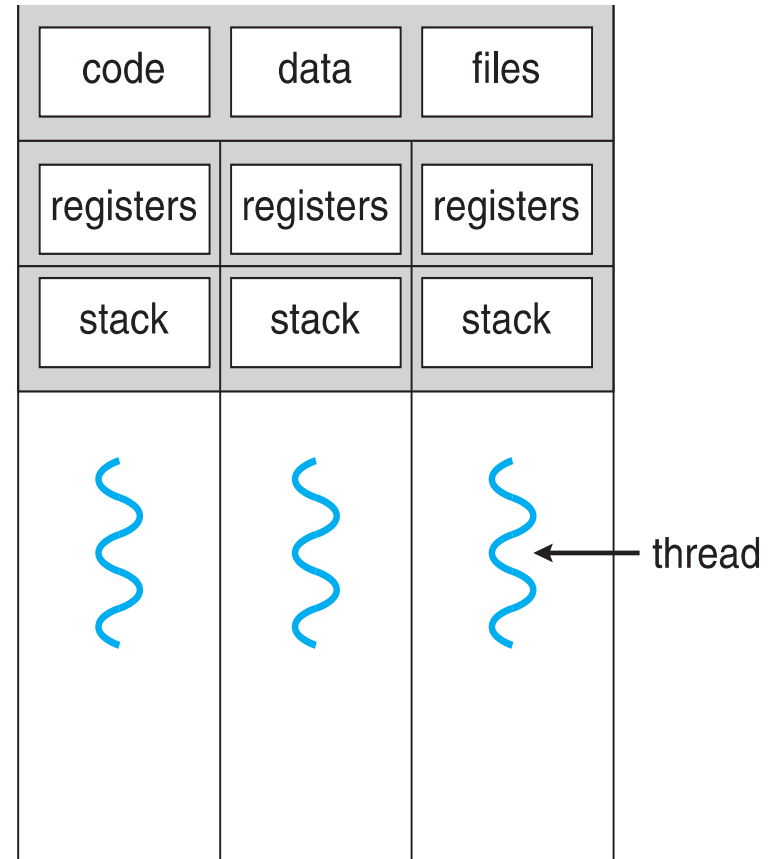 code data files
registers registers registers
stack stack stack
thread